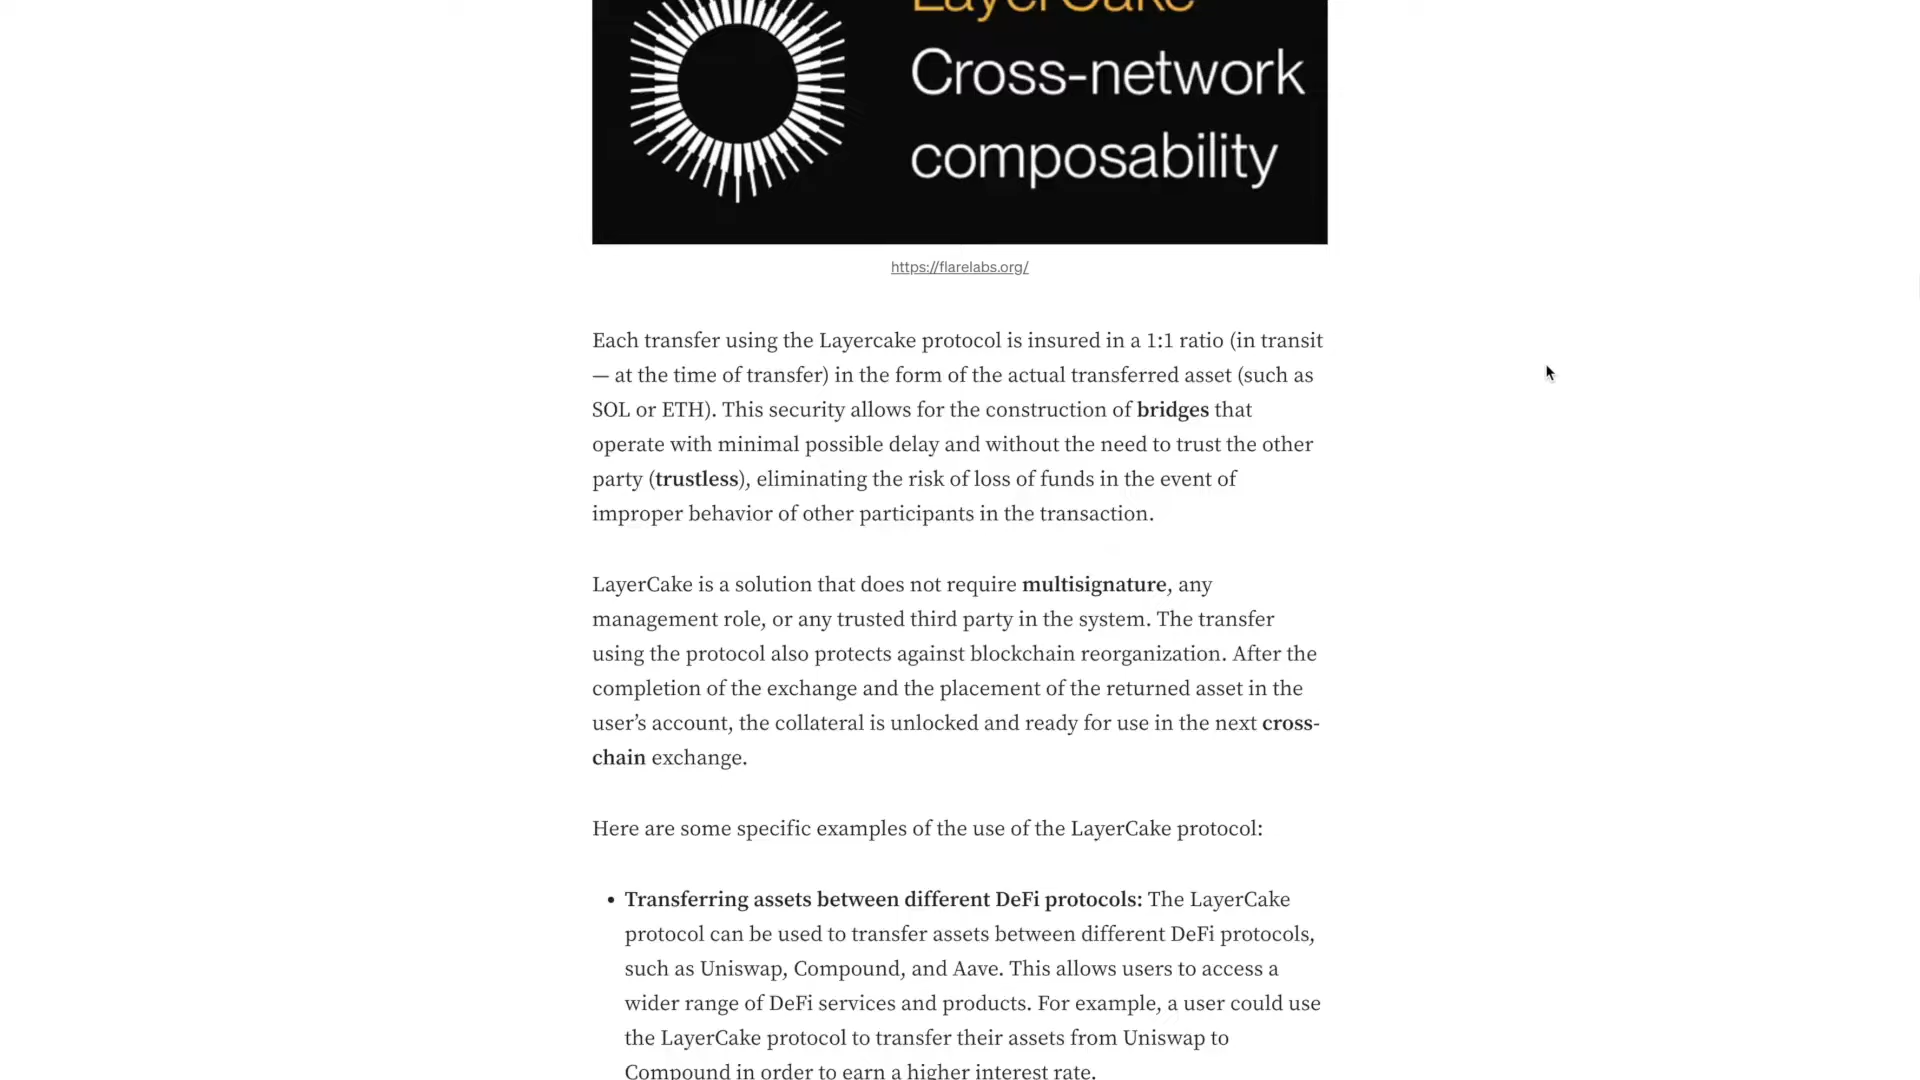 LayerCake
Cross-network
composability
https://flarelabs.org/
Each transfer using the Layercake protocol is insured in a 1:1 ratio (in transit
— at the time of transfer) in the form of the actual transferred asset (such as
SOL or ETH). This security allows for the construction of bridges that
operate with minimal possible delay and without the need to trust the other
party (trustless), eliminating the risk of loss of funds in the event of
improper behavior of other participants in the transaction.
LayerCake is a solution that does not require multisignature, any
management role, or any trusted third party in the system. The transfer
using the protocol also protects against blockchain reorganization. After the
completion of the exchange and the placement of the returned asset in the
user’s account, the collateral is unlocked and ready for use in the next cross-
chain exchange.
Here are some specific examples of the use of the LayerCake protocol:
• Transferring assets between different DeFi protocols: The LayerCake
protocol can be used to transfer assets between different DeFi protocols,
such as Uniswap, Compound, and Aave. This allows users to access a
wider range of DeFi services and products. For example, a user could use
the LayerCake protocol to transfer their assets from Uniswap to
Compound in order to earn a higher interest rate.